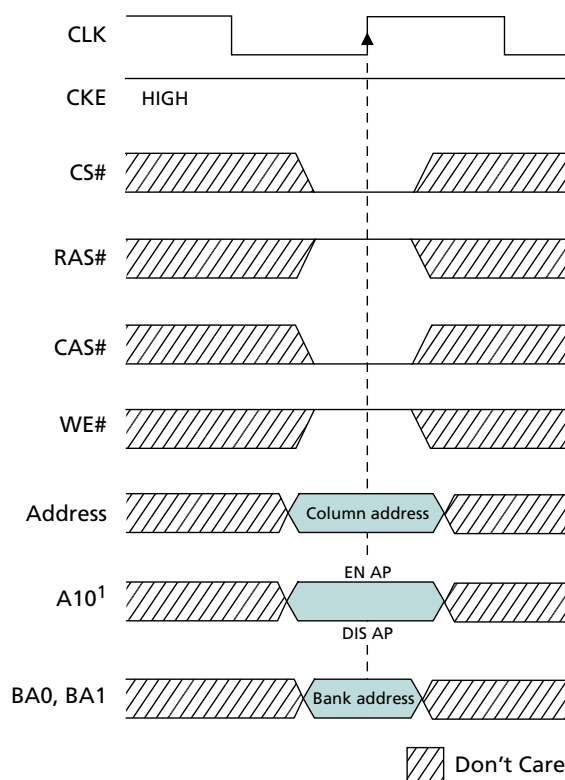 CLK
CKE HIGH
CS#
RAS#
CAS#
WE#
Address Column address
EN AP
A10¹
DIS AP
BA0, BA1 Bank address
Don't Care